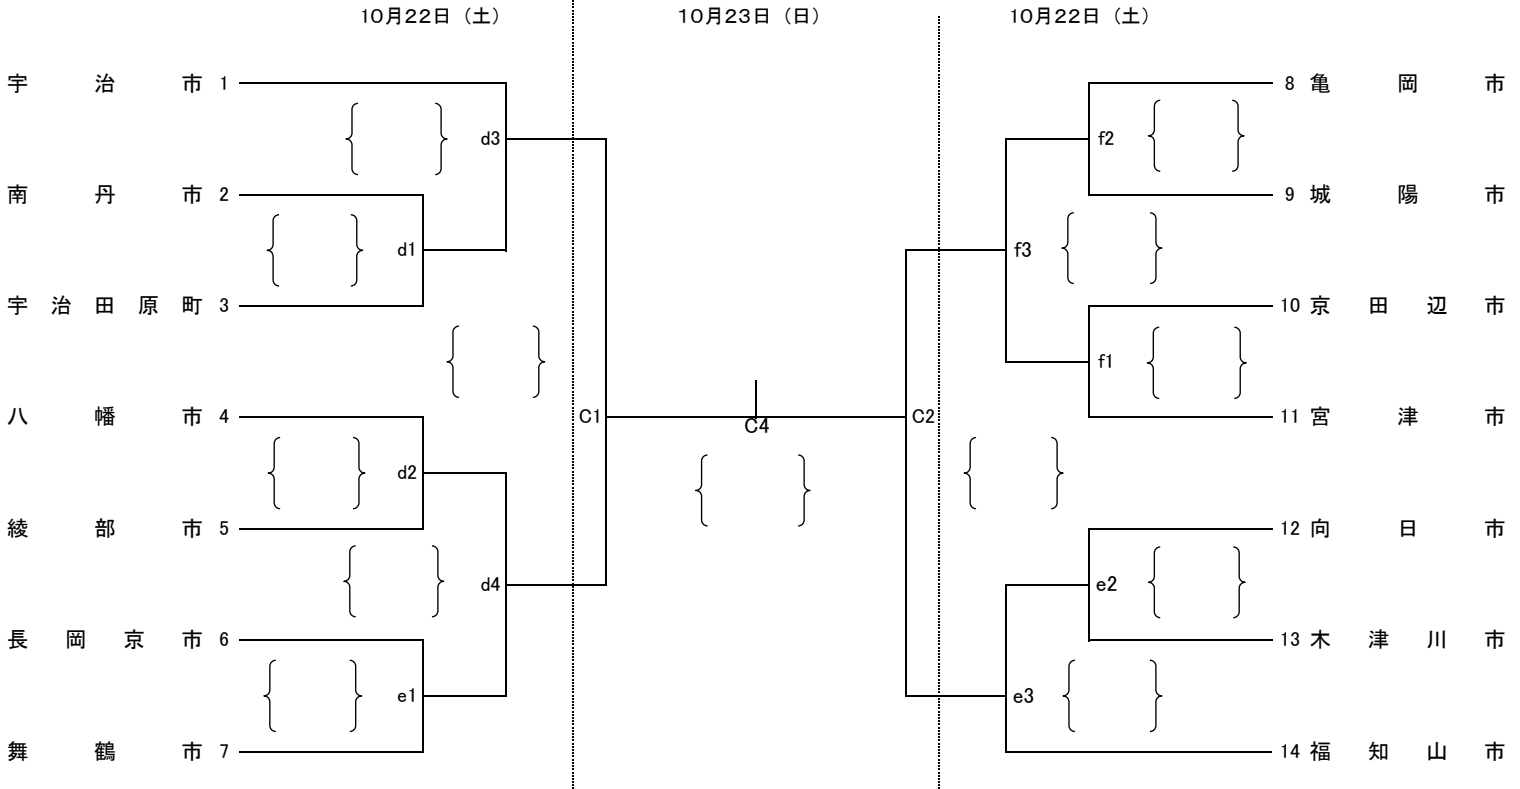 10月22日（土） 10月23日（日） 10月22日（土）
宇治市 1 8 亀岡市
d3 f2
南丹市 2 9 城陽市
d1 f3
宇治田原町 3 10 京田辺市
f1
八幡市 4 C1 C2 11 宮津市
C4
d2
綾部市 5 12 向日市
d4 e2
長岡京市 6 13 木津川市
e1 e3
舞鶴市 7 14 福知山市